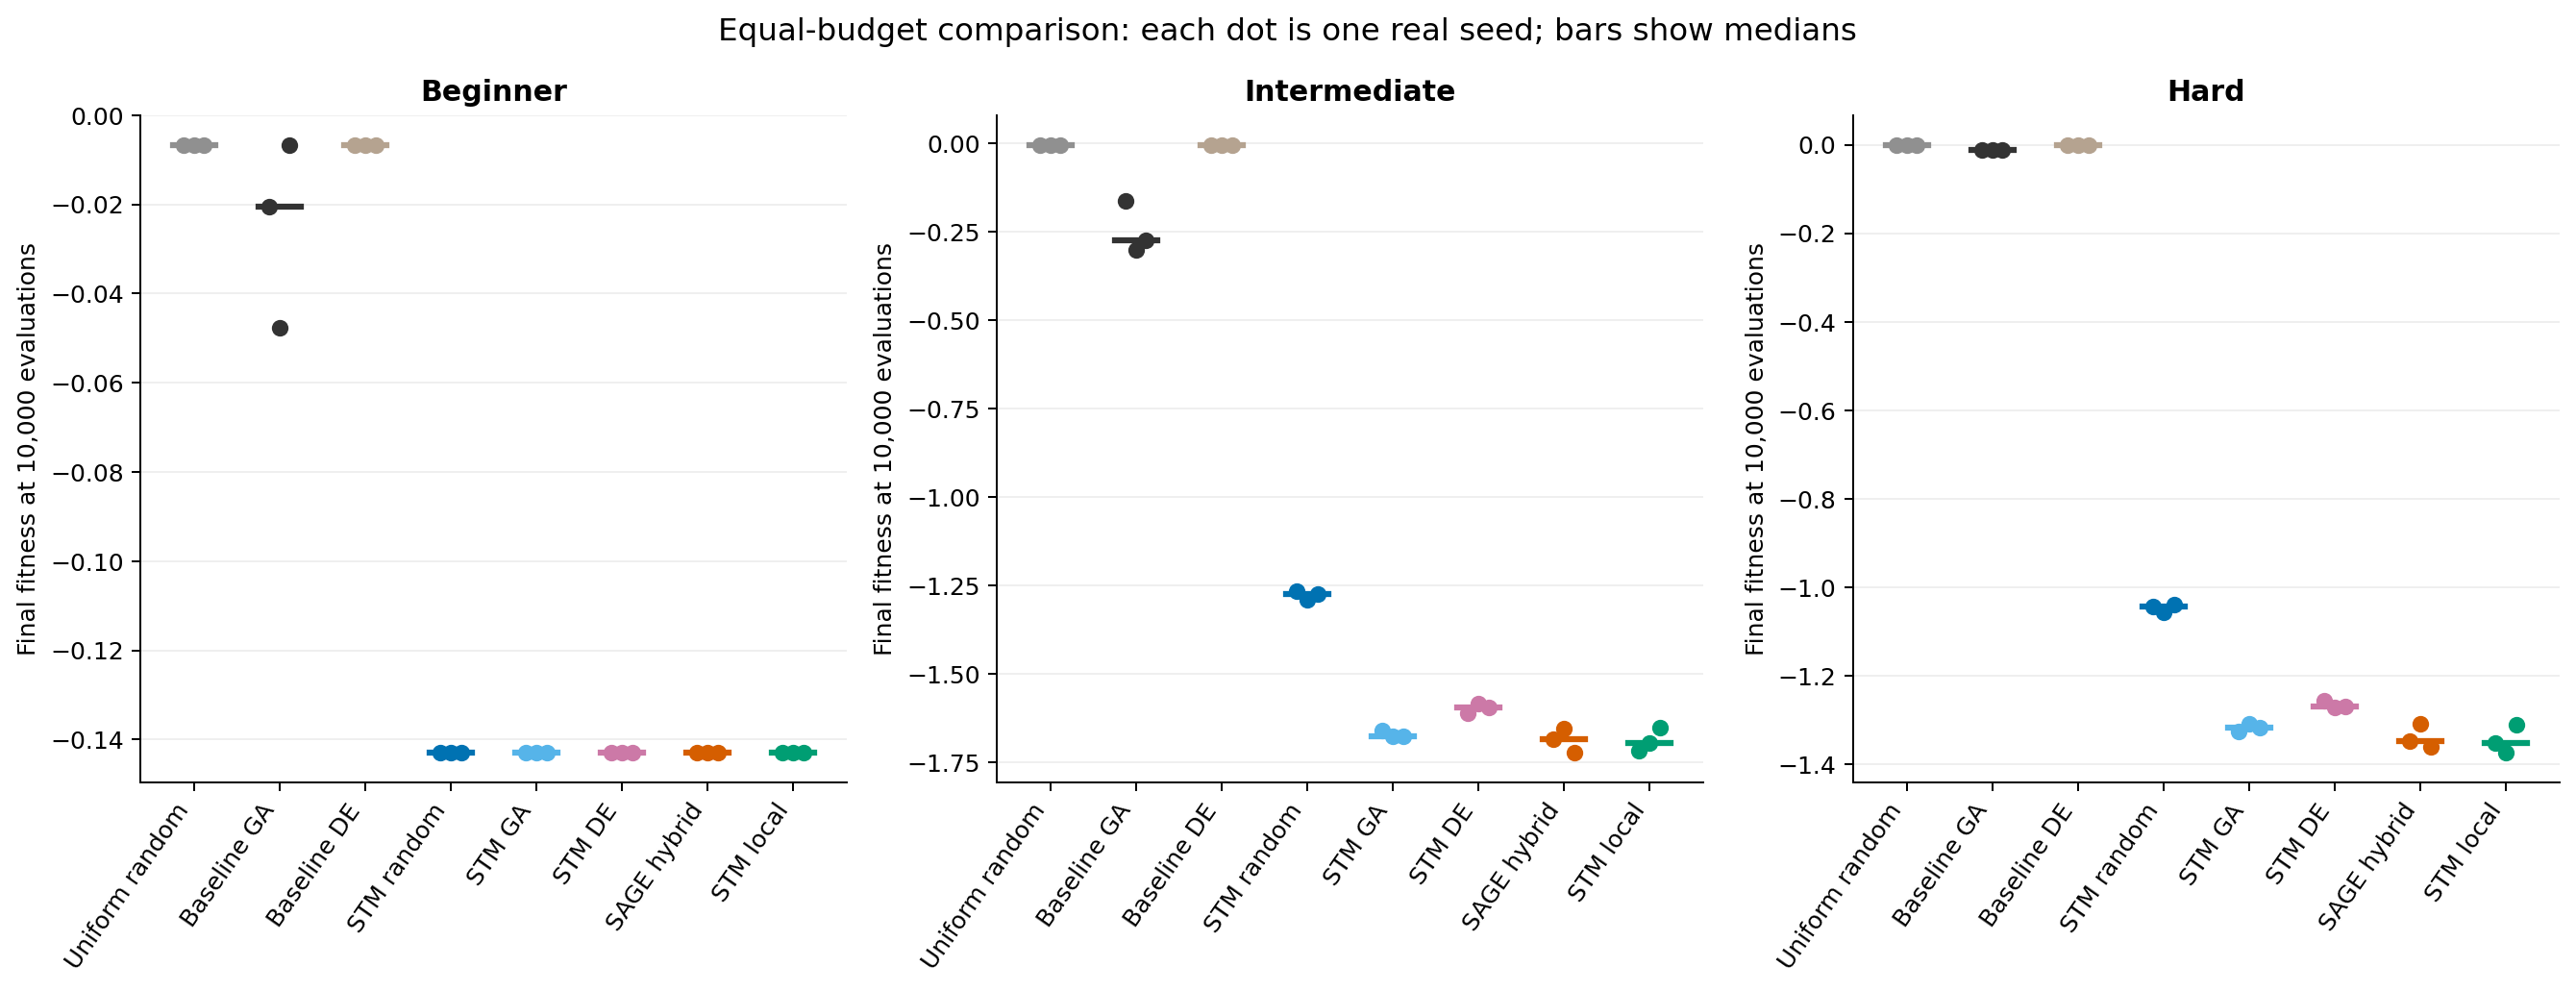 Equal-budget comparison: each dot is one real seed; bars show medians
Beginner
Final fitness at 10,000 evaluations
0.00
−0.02
−0.04
−0.06
−0.08
−0.10
−0.12
−0.14
Uniform random
Baseline GA
Baseline DE
STM random
STM GA
STM DE
SAGE hybrid
STM local
Intermediate
Final fitness at 10,000 evaluations
0.00
−0.25
−0.50
−0.75
−1.00
−1.25
−1.50
−1.75
Uniform random
Baseline GA
Baseline DE
STM random
STM GA
STM DE
SAGE hybrid
STM local
Hard
Final fitness at 10,000 evaluations
0.0
−0.2
−0.4
−0.6
−0.8
−1.0
−1.2
−1.4
Uniform random
Baseline GA
Baseline DE
STM random
STM GA
STM DE
SAGE hybrid
STM local